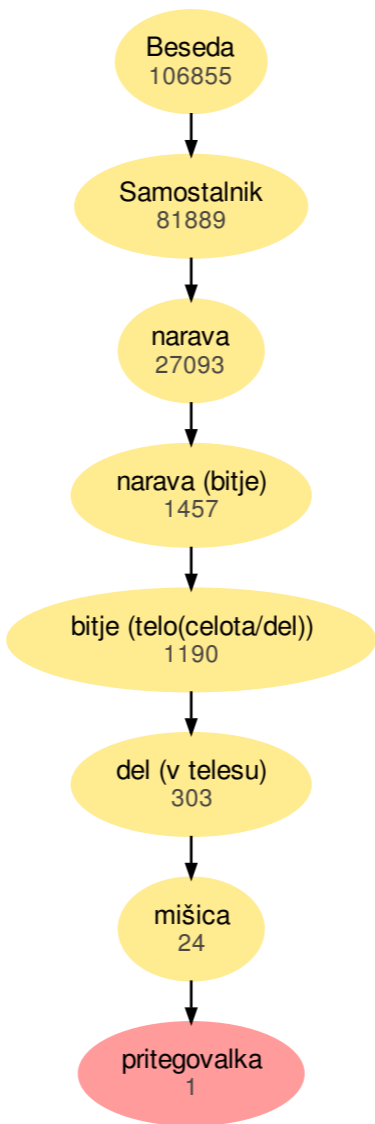 Beseda
106855
Samostalnik
81889
narava
27093
narava (bitje)
1457
bitje (telo(celota/del))
1190
del (v telesu)
303
mišica
24
pritegovalka
1